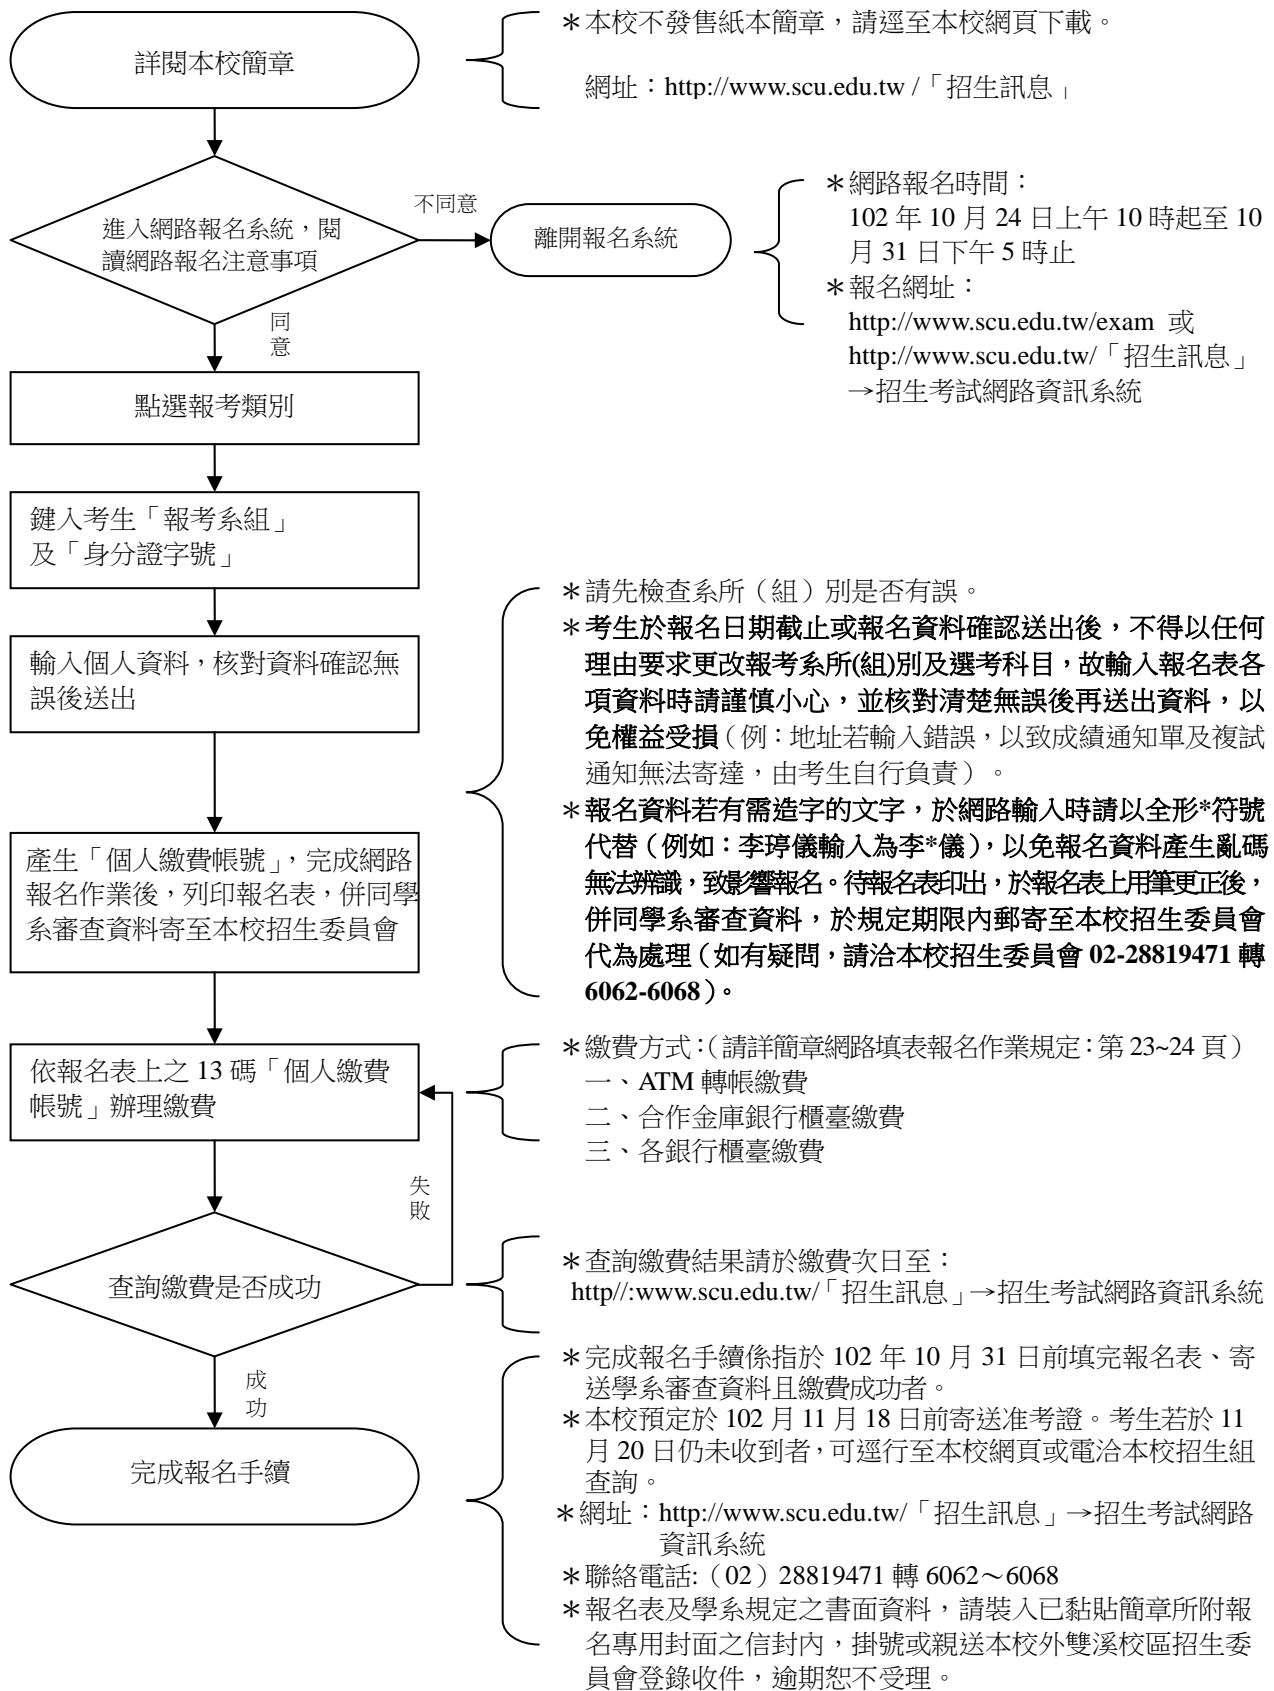 詳閱本校簡章
＊本校不發售紙本簡章，請逕至本校網頁下載。
網址：http://www.scu.edu.tw /「招生訊息」
進入網路報名系統，閱
讀網路報名注意事項
不同意
離開報名系統
＊網路報名時間：
102 年 10 月 24 日上午 10 時起至 10
月 31 日下午 5 時止
＊報名網址：
http://www.scu.edu.tw/exam 或
http://www.scu.edu.tw/「招生訊息」
→招生考試網路資訊系統
同
意
點選報考類別
鍵入考生「報考系組」
及「身分證字號」
輸入個人資料，核對資料確認無
誤後送出
＊請先檢查系所（組）別是否有誤。
＊考生於報名日期截止或報名資料確認送出後，不得以任何
理由要求更改報考系所(組)別及選考科目，故輸入報名表各
項資料時請謹慎小心，並核對清楚無誤後再送出資料，以
免權益受損（例：地址若輸入錯誤，以致成績通知單及複試
通知無法寄達，由考生自行負責）。
＊報名資料若有需造字的文字，於網路輸入時請以全形*符號
代替（例如：李珺儀輸入為李*儀），以免報名資料產生亂碼
無法辨識，致影響報名。待報名表印出，於報名表上用筆更正後，
併同學系審查資料，於規定期限內郵寄至本校招生委員會
代為處理（如有疑問，請洽本校招生委員會 02-28819471 轉
6062-6068）。
產生「個人繳費帳號」，完成網路
報名作業後，列印報名表，併同學
系審查資料寄至本校招生委員會
依報名表上之 13 碼「個人繳費
帳號」辦理繳費
＊繳費方式：（請詳簡章網路填表報名作業規定：第 23~24 頁）
一、ATM 轉帳繳費
二、合作金庫銀行櫃臺繳費
三、各銀行櫃臺繳費
失
敗
查詢繳費是否成功
＊查詢繳費結果請於繳費次日至：
http//:www.scu.edu.tw/「招生訊息」→招生考試網路資訊系統
成
功
完成報名手續
＊完成報名手續係指於 102 年 10 月 31 日前填完報名表、寄
送學系審查資料且繳費成功者。
＊本校預定於 102 月 11 月 18 日前寄送准考證。考生若於 11
月 20 日仍未收到者，可逕行至本校網頁或電洽本校招生組
查詢。
＊網址：http://www.scu.edu.tw/「招生訊息」→招生考試網路
資訊系統
＊聯絡電話:（02）28819471 轉 6062～6068
＊報名表及學系規定之書面資料，請裝入已黏貼簡章所附報
名專用封面之信封內，掛號或親送本校外雙溪校區招生委
員會登錄收件，逾期恕不受理。